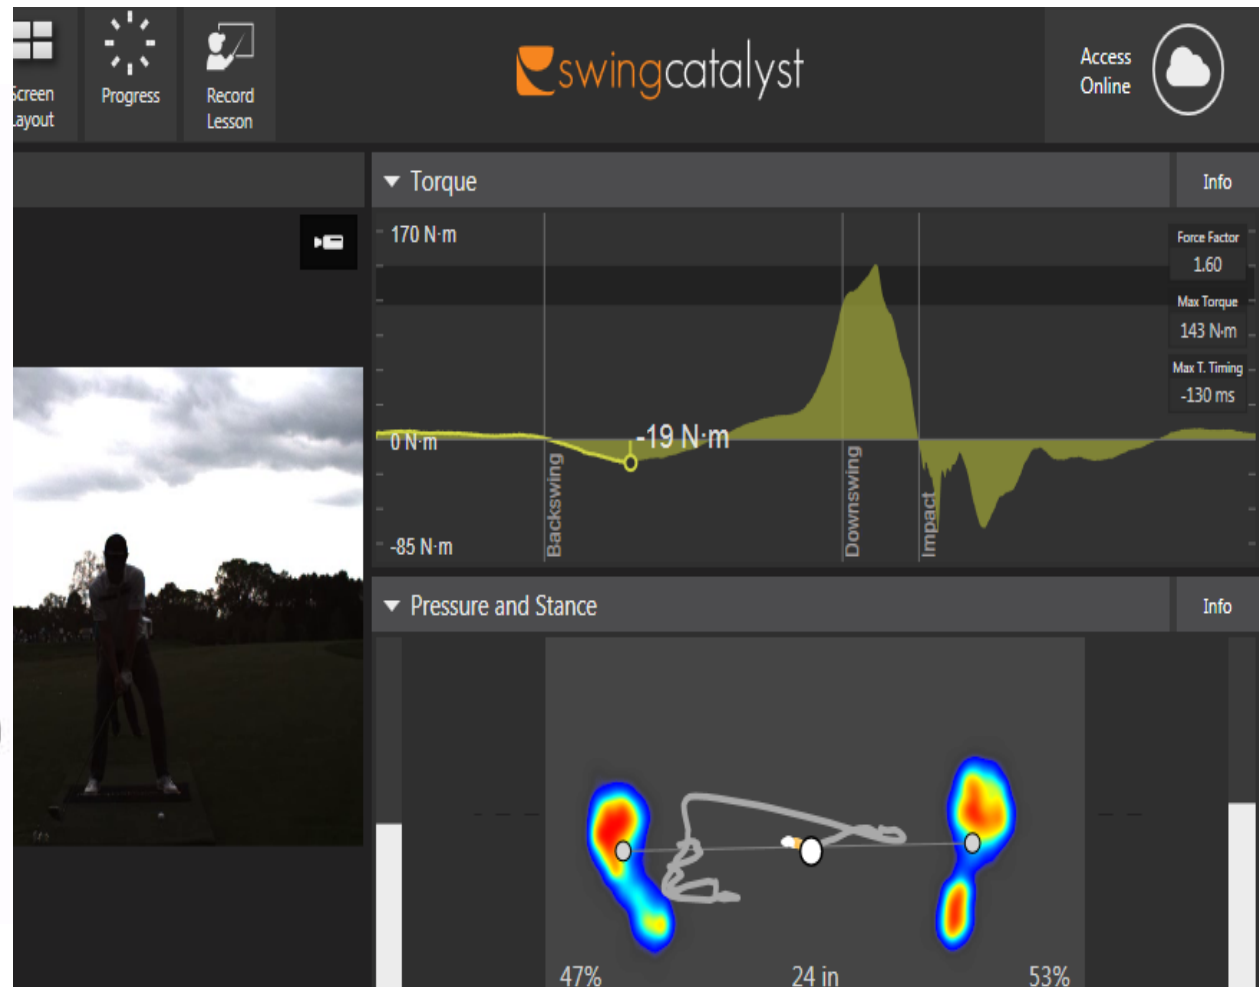 Screen
Layout
Progress
Record
Lesson
swingcatalyst
Access
Online
Torque
Info
170 N·m
Force Factor
1.60
Max Torque
143 N·m
Max T. Timing
-130 ms
0 N·m
-19 N·m
-85 N·m
Backswing
Downswing
Impact
Pressure and Stance
Info
47%
24 in
53%